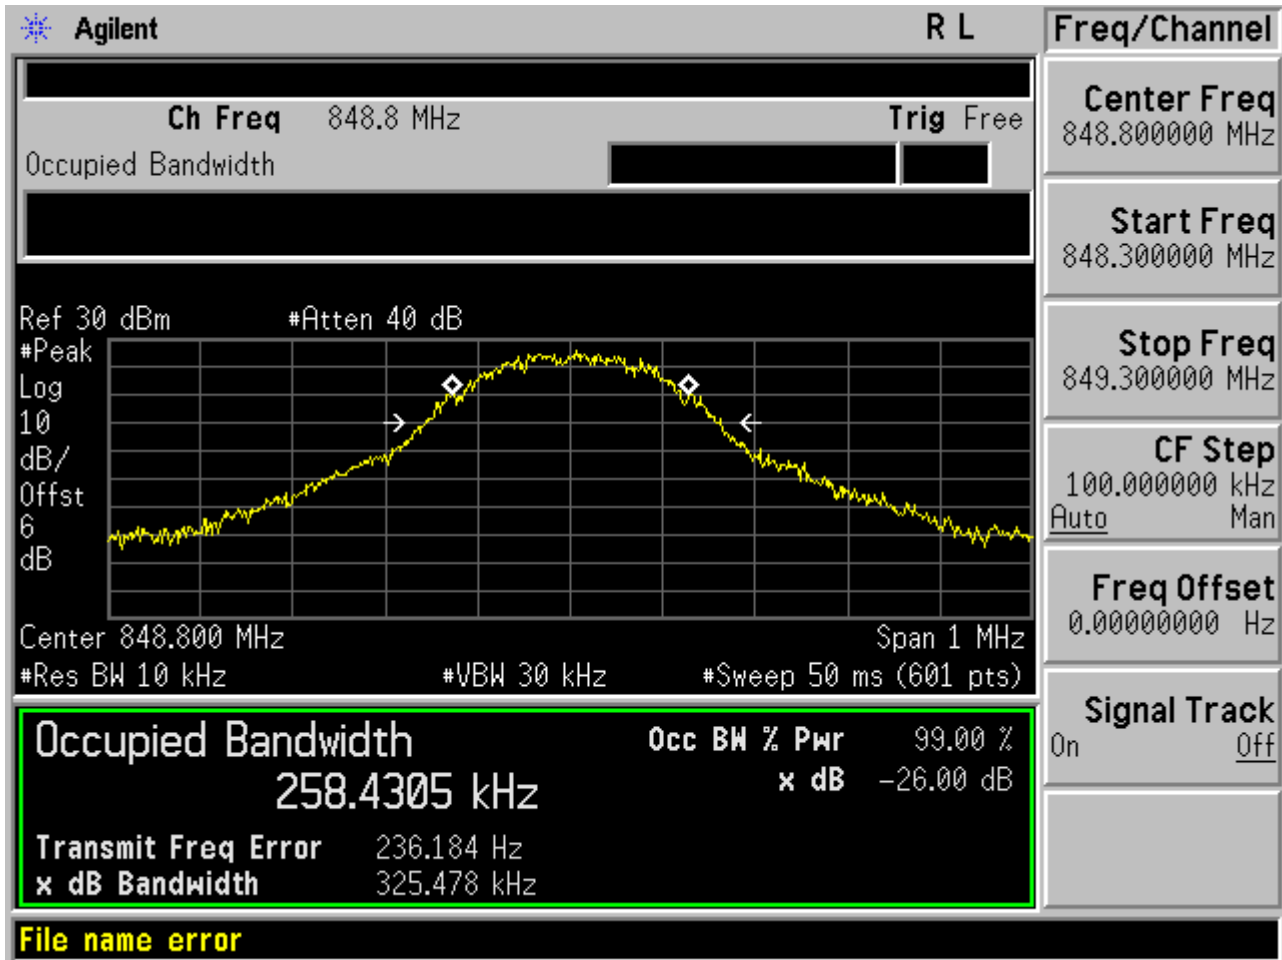 Agilent R L Freq/Channel
Ch Freq 848.8 MHz Trig Free
Occupied Bandwidth
Center Freq
848.800000 MHz
Start Freq
848.300000 MHz
Stop Freq
849.300000 MHz
CF Step
100.000000 kHz
Auto Man
Freq Offset
0.00000000 Hz
Signal Track
On Off
Ref 30 dBm #Atten 40 dB
#Peak
Log
10
dB/
Offst
6
dB
Center 848.800 MHz Span 1 MHz
#Res BW 10 kHz #VBW 30 kHz #Sweep 50 ms (601 pts)
Occupied Bandwidth Occ BW % Pwr 99.00 %
258.4305 kHz x dB -26.00 dB
Transmit Freq Error 236.184 Hz
x dB Bandwidth 325.478 kHz
File name error